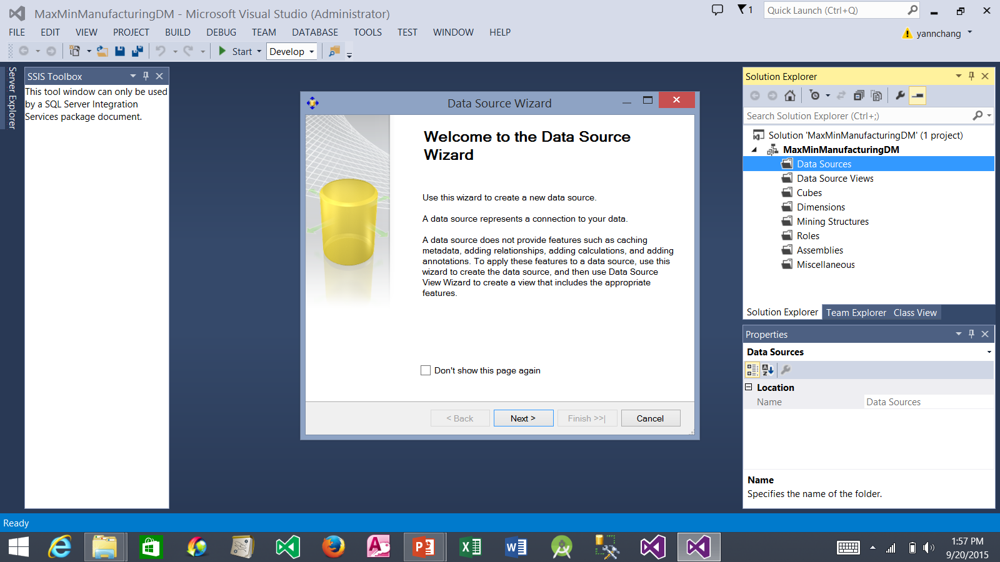 MaxMinManufacturingDM - Microsoft Visual Studio (Administrator)
1
Quick Launch (Ctrl+Q)
FILE EDIT VIEW PROJECT BUILD DEBUG TEAM DATABASE TOOLS TEST WINDOW HELP
yannchang
Start
Develop
Server Explorer
SSIS Toolbox
This tool window can only be used
by a SQL Server Integration
Services package document.
Data Source Wizard
Welcome to the Data Source
Wizard
Use this wizard to create a new data source.
A data source represents a connection to your data.
A data source does not provide features such as caching
metadata, adding relationships, adding calculations, and adding
annotations. To apply these features to a data source, use this
wizard to create the data source, and then use Data Source
View Wizard to create a view that includes the appropriate
features.
Don't show this page again
< Back Next > Finish >>| Cancel
Solution Explorer
Search Solution Explorer (Ctrl+;)
Solution 'MaxMinManufacturingDM' (1 project)
MaxMinManufacturingDM
Data Sources
Data Source Views
Cubes
Dimensions
Mining Structures
Roles
Assemblies
Miscellaneous
Solution Explorer Team Explorer Class View
Properties
Data Sources
Location
Name Data Sources
Name
Specifies the name of the folder.
Ready
1:57 PM
9/20/2015